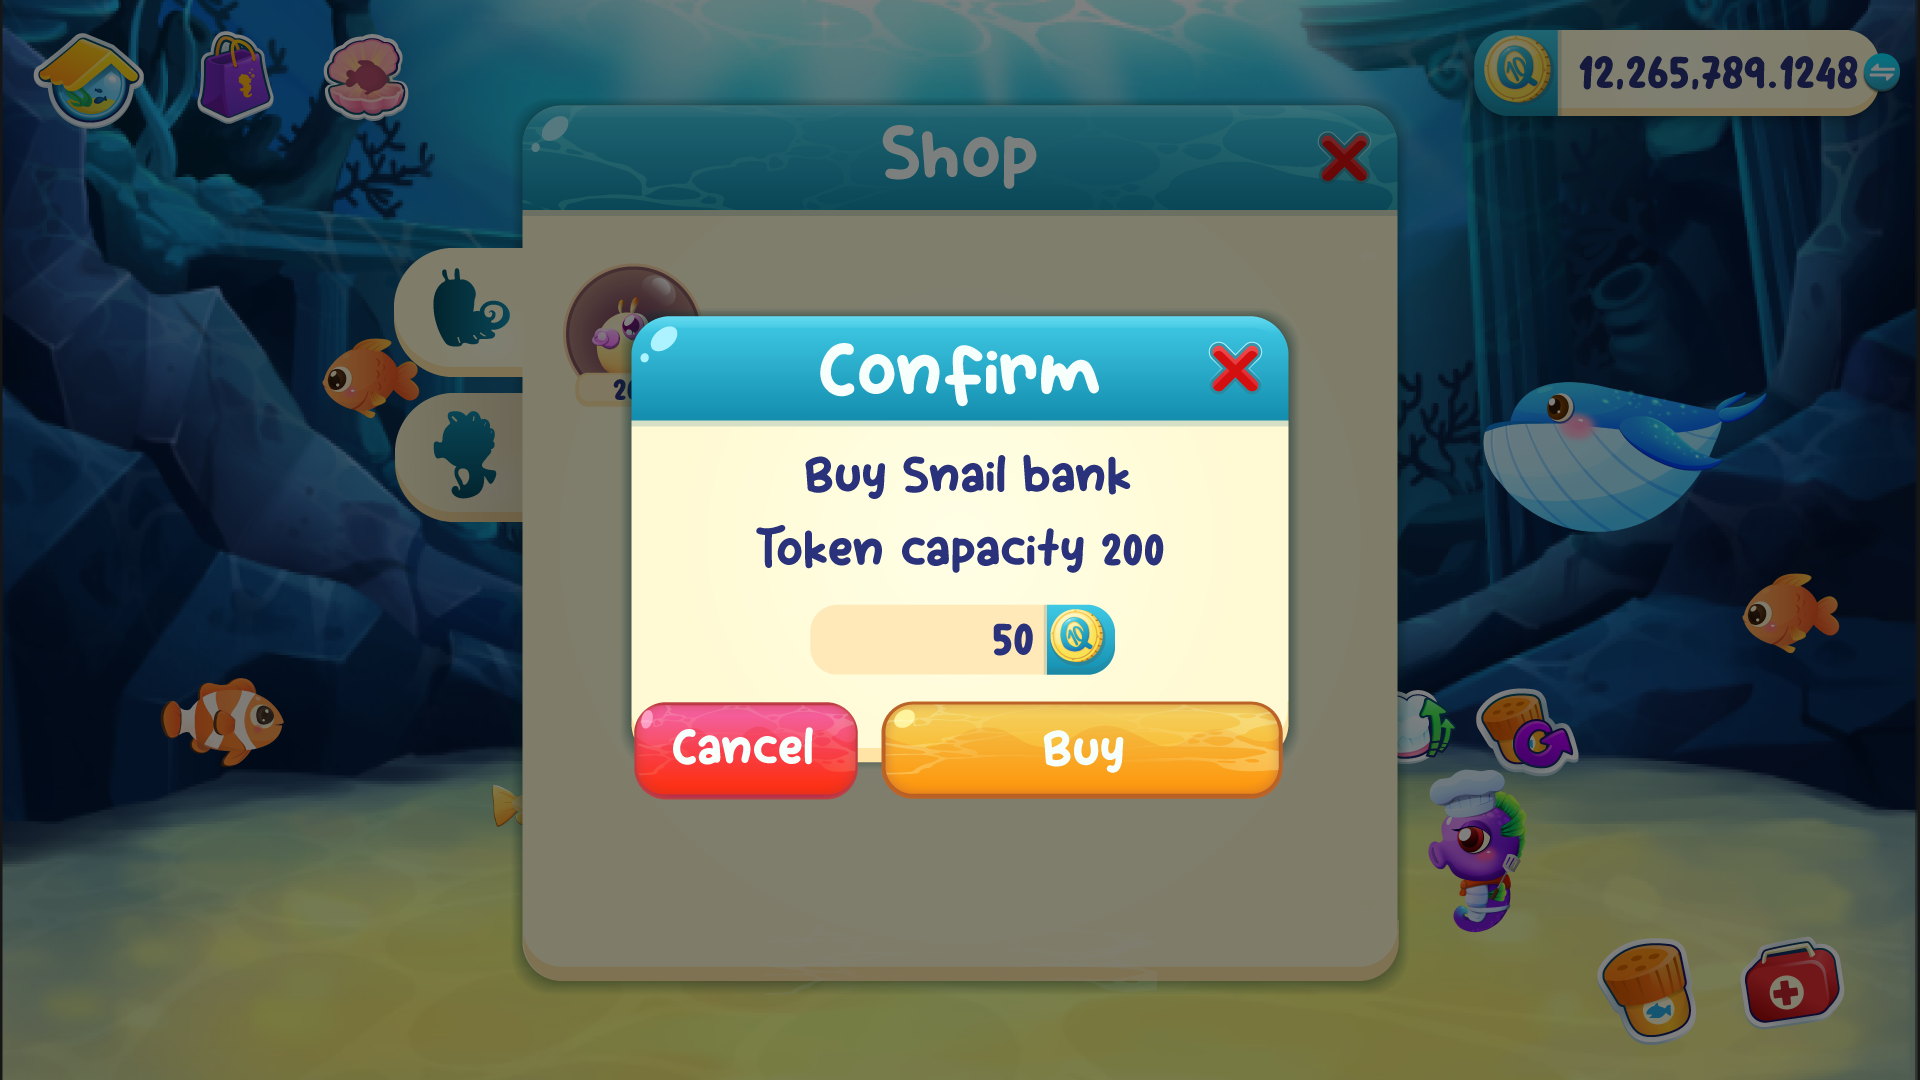 12,265,789.1248
Shop
Confirm
Buy Snail bank
Token capacity 200
50
Cancel
Buy